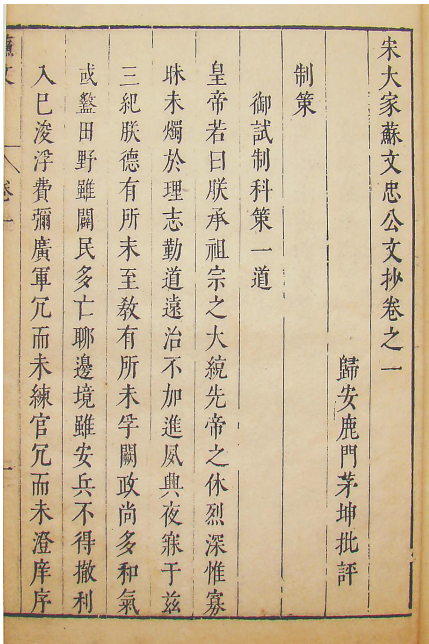 宋大家蘇文忠公文抄卷之一
歸安鹿門茅坤批評
制策
御試制科策一道
皇帝若曰朕承祖宗之大統先帝之休烈深惟寡
昧未燭於理志勤道遠治不加進夙興夜寐于茲
三紀朕德有所未至敎有所未孚闕政尚多和氣
或盭田野雖闢民多亡聊邊境雖安兵不得撤利
入已浚浮費彌廣軍冗而未練官冗而未澄庠序
蘇文
卷一
一